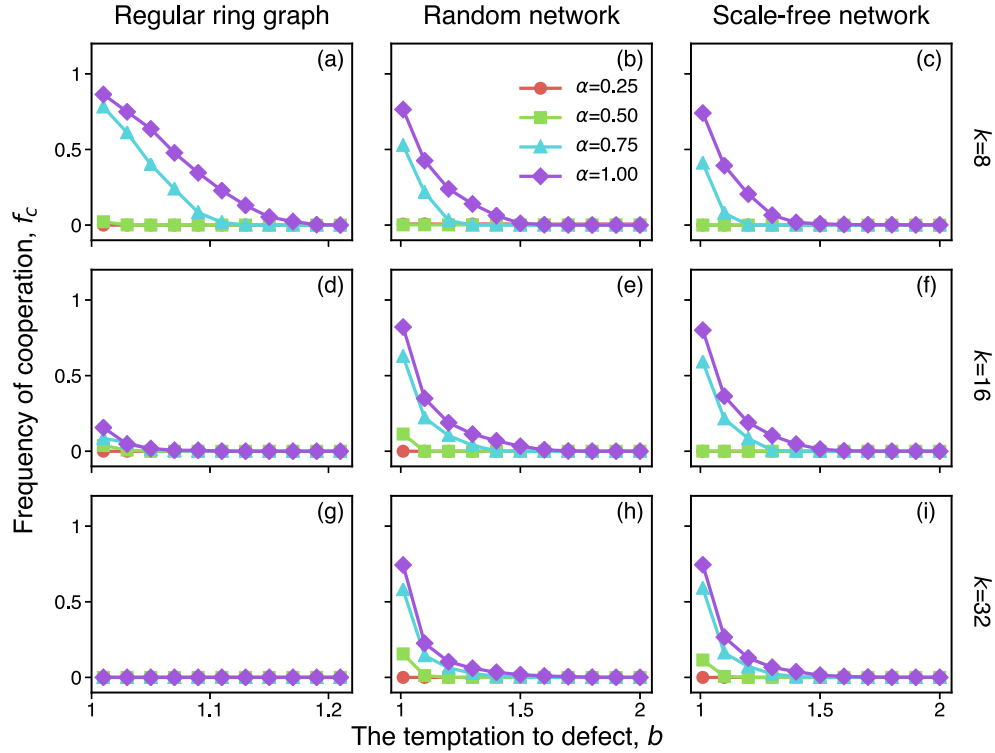 Regular ring graph Random network Scale-free network
(a) (b) (c)
α=0.25
α=0.50
α=0.75
α=1.00
1
0.5
0
k=8
(d) (e) (f)
1
0.5
0
k=16
(g) (h) (i)
1
0.5
0
k=32
1 1.1 1.2 1 1.5 2 1 1.5 2
Frequency of cooperation, f_c
The temptation to defect, b